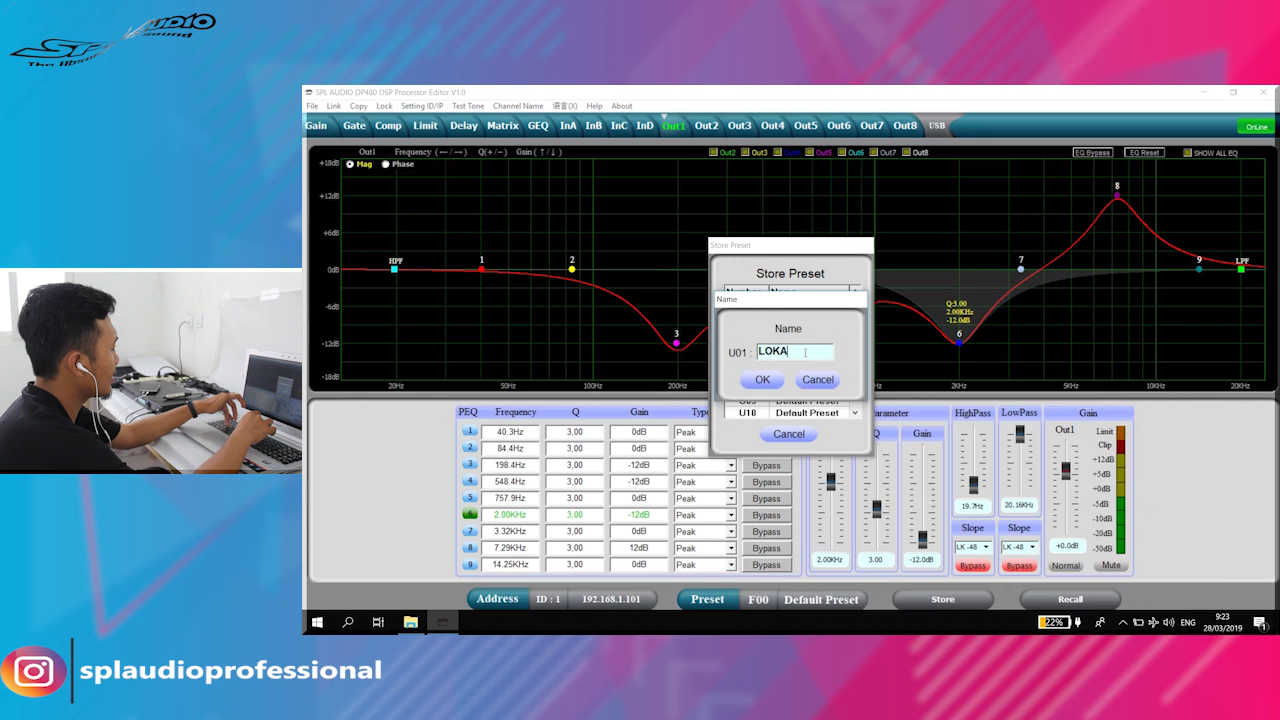 SPL AUDIO
SPL AUDIO DP480 DSP Processor Editor V1.0
File Link Copy Lock Setting ID/IP Test Tone Channel Name 语言(X) Help About
Gain Gate Comp Limit Delay Matrix GEQ InA InB InC InD Out1 Out2 Out3 Out4 Out5 Out6 Out7 Out8 USB
OnLine
Out1 Frequency (←/→) Q(+/−) Gain(↑/↓) Out2 Out3 Out4 Out5 Out6 Out7 Out8 EQ Bypass EQ Reset SHOW ALL EQ
Mag Phase
+18dB
+12dB
+6dB
0dB
-6dB
-12dB
-18dB
HPF 1 2 3 6 7 8 9 LPF
Q:3.00
2.00KHz
-12.0dB
20Hz 50Hz 100Hz 200Hz 2KHz 5KHz 10KHz 20KHz
Store Preset
Store Preset
Name
Name
U01 : LOKA
OK Cancel
U10 Default Preset
Cancel
PEQ Frequency Q Gain Type
1 40.3Hz 3,00 0dB Peak
2 84.4Hz 3,00 0dB Peak
3 198.4Hz 3,00 -12dB Peak Bypass
4 548.4Hz 3,00 -12dB Peak Bypass
5 757.9Hz 3,00 0dB Peak Bypass
6 2.00KHz 3,00 -12dB Peak Bypass
7 3.32KHz 3,00 0dB Peak Bypass
8 7.29KHz 3,00 12dB Peak Bypass
9 14.25KHz 3,00 0dB Peak Bypass
Q Gain
2.00KHz 3.00 -12.0dB
HighPass LowPass
19.7Hz 20.16KHz
Slope Slope
LK -48 LK -48
Bypass Bypass
Gain
Out1
Limit
Clip
+12dB
+5dB
+0dB
-5dB
-10dB
-20dB
-50dB
+0.0dB
Normal Mute
Address ID : 1 192.168.1.101 Preset F00 Default Preset Store Recall
22% ENG 9:23
28/03/2019
splaudioprofessional